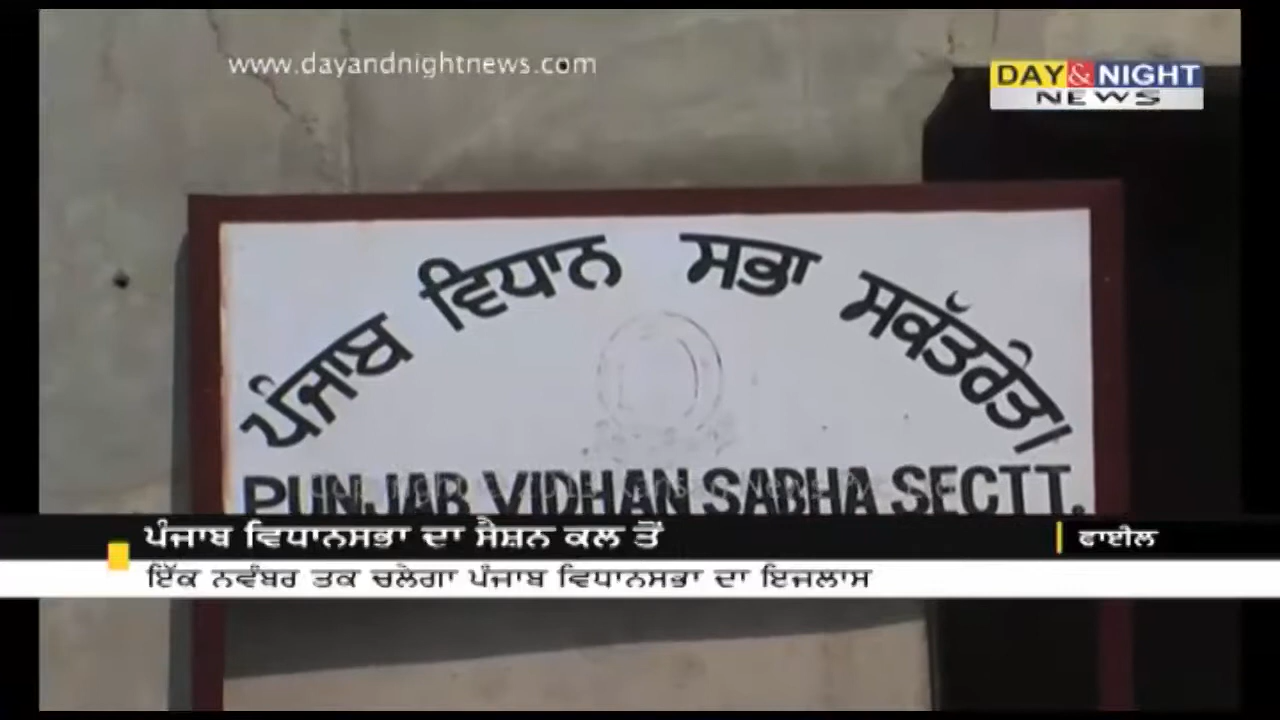 www.dayandnightnews.com
DAY & NIGHT
NEWS
ਪੰਜਾਬ ਵਿਧਾਨ ਸਭਾ ਸਕੱਤਰੇਤ।
PUNJAB VIDHAN SABHA SECTT.
ਪੰਜਾਬ ਵਿਧਾਨਸਭਾ ਦਾ ਸੈਸ਼ਨ ਕਲ ਤੋਂ
ਫਾਈਲ
ਇੱਕ ਨਵੰਬਰ ਤਕ ਚਲੇਗਾ ਪੰਜਾਬ ਵਿਧਾਨਸਭਾ ਦਾ ਇਜਲਾਸ